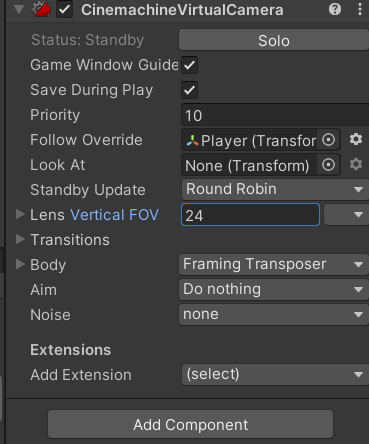 CinemachineVirtualCamera
Status: Standby Solo
Game Window Guide
Save During Play
Priority 10
Follow Override Player (Transfor
Look At None (Transform)
Standby Update Round Robin
Lens Vertical FOV 24
Transitions
Body Framing Transposer
Aim Do nothing
Noise none
Extensions
Add Extension (select)
Add Component